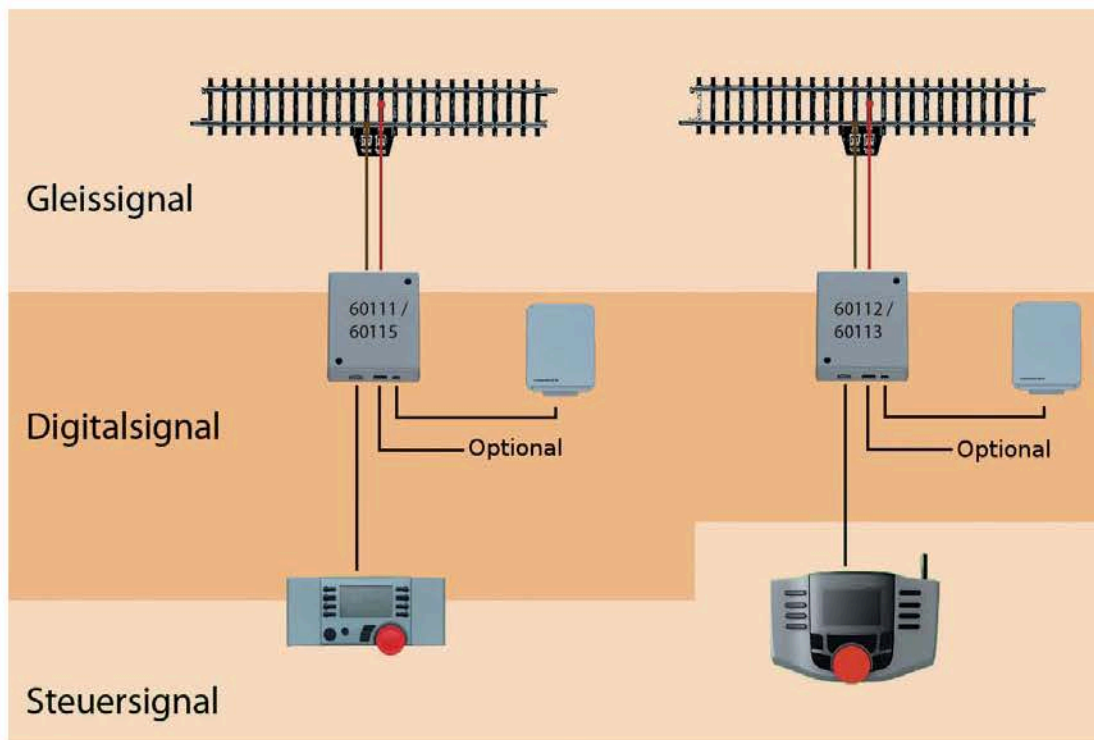 Gleissignal
60111 /
60115
60112 /
60113
Digitalsignal
Optional
Optional
Steuersignal